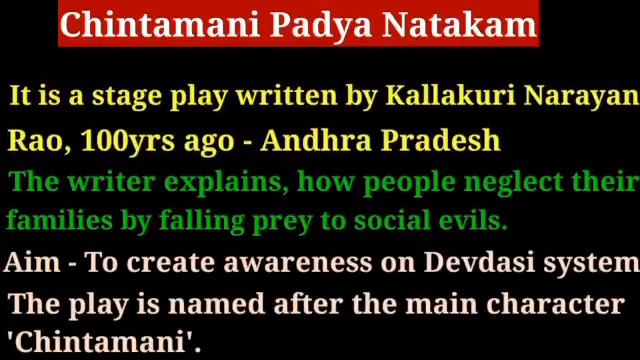 Chintamani Padya Natakam
It is a stage play written by Kallakuri Narayan
Rao, 100yrs ago - Andhra Pradesh
The writer explains, how people neglect their
families by falling prey to social evils.
Aim - To create awareness on Devdasi system
The play is named after the main character
'Chintamani'.